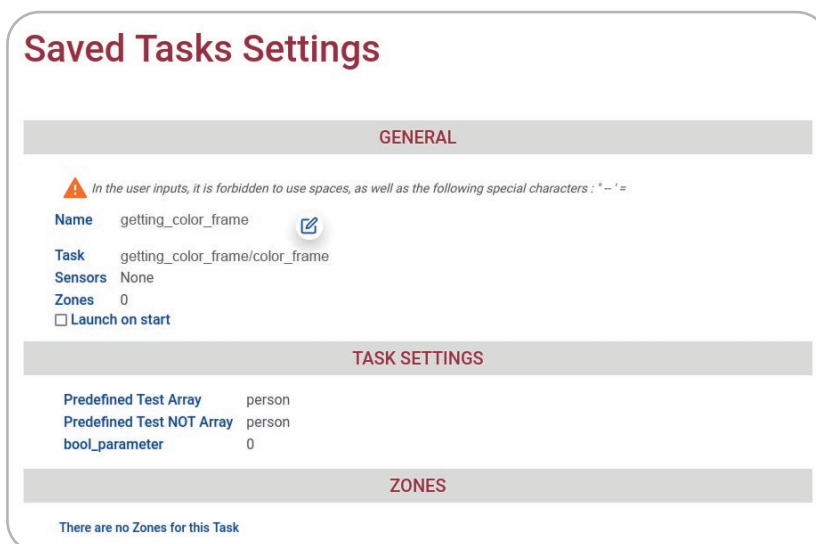 Saved Tasks Settings
GENERAL
In the user inputs, it is forbidden to use spaces, as well as the following special characters : " -- ' =
Name getting_color_frame
Task getting_color_frame/color_frame
Sensors None
Zones 0
Launch on start
TASK SETTINGS
Predefined Test Array person
Predefined Test NOT Array person
bool_parameter 0
ZONES
There are no Zones for this Task